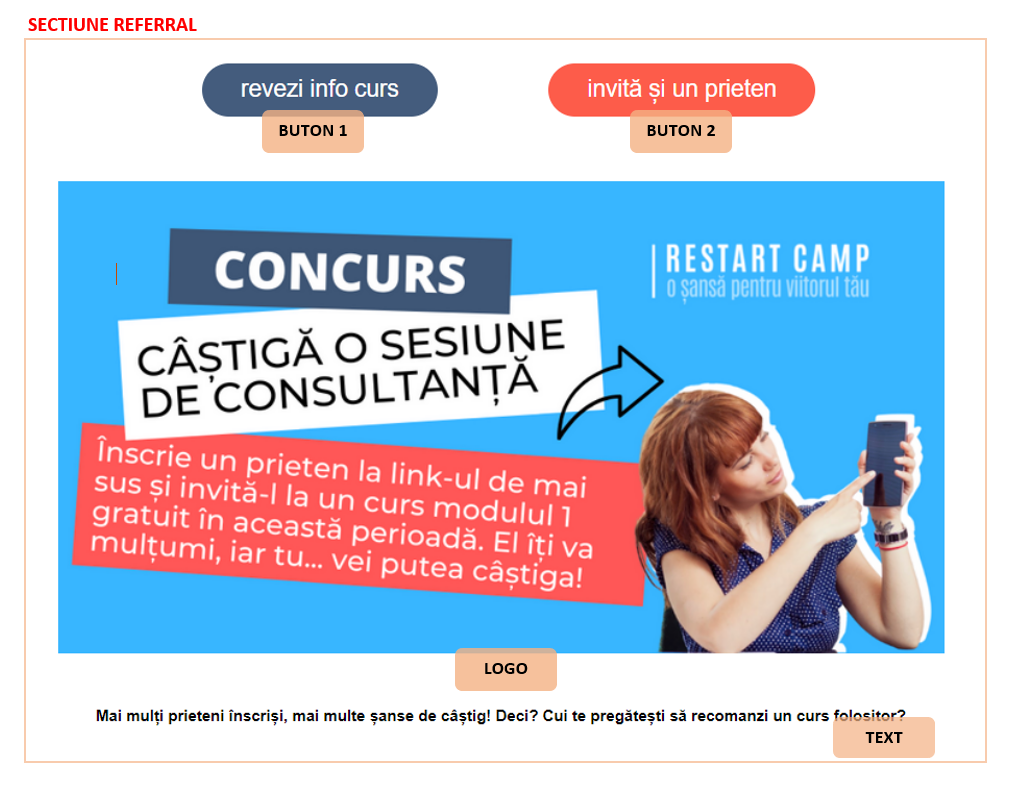 SECTIUNE REFERRAL
revezi info curs
invită și un prieten
BUTON 1
BUTON 2
CONCURS
RESTART CAMP
o șansă pentru viitorul tău
CÂȘTIGĂ O SESIUNE
DE CONSULTANȚĂ
Înscrie un prieten la link-ul de mai
sus și invită-l la un curs modulul 1
gratuit în această perioadă. El îți va
mulțumi, iar tu... vei putea câștiga!
LOGO
Mai mulți prieteni înscriși, mai multe șanse de câștig! Deci? Cui te pregătești să recomanzi un curs folositor?
TEXT